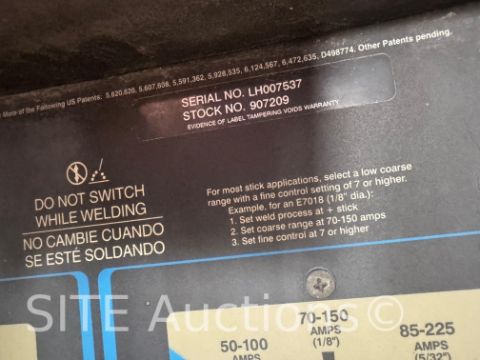 More of the Following US Patents: 5,820,620, 5,607,608, 5,591,362, 5,928,535, 6,124,567, 6,472,635, D498774. Other Patents pending.
SERIAL NO. LH007537
STOCK NO. 907209
EVIDENCE OF LABEL TAMPERING VOIDS WARRANTY
DO NOT SWITCH
WHILE WELDING
NO CAMBIE CUANDO
SE ESTÉ SOLDANDO
For most stick applications, select a low coarse
range with a fine control setting of 7 or higher.
Example, for an E7018 (1/8" dia.):
1. Set weld process at + stick
2. Set coarse range at 70-150 amps
3. Set fine control at 7 or higher
SITE Auctions©
50-100
AMPS
70-150
AMPS
(1/8")
85-225
AMPS
(5/32")